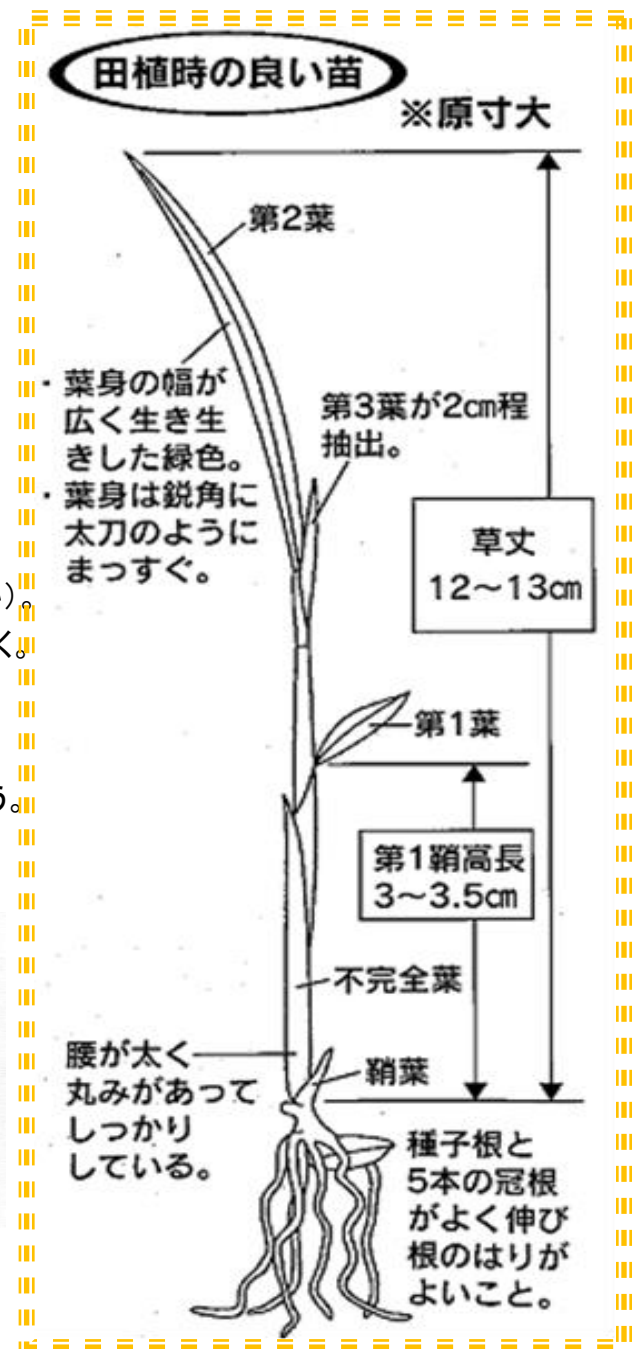 田植時の良い苗
※原寸大
第2葉
・葉身の幅が
広く生き生
きした緑色。
・葉身は鋭角に
太刀のように
まっすぐ。
第3葉が2cm程
抽出。
草丈
12～13cm
）。
く。
第1葉
う。
第1鞘高長
3～3.5cm
不完全葉
腰が太く
丸みがあって
しっかり
している。
鞘葉
種子根と
5本の冠根
がよく伸び
根のはりが
よいこと。